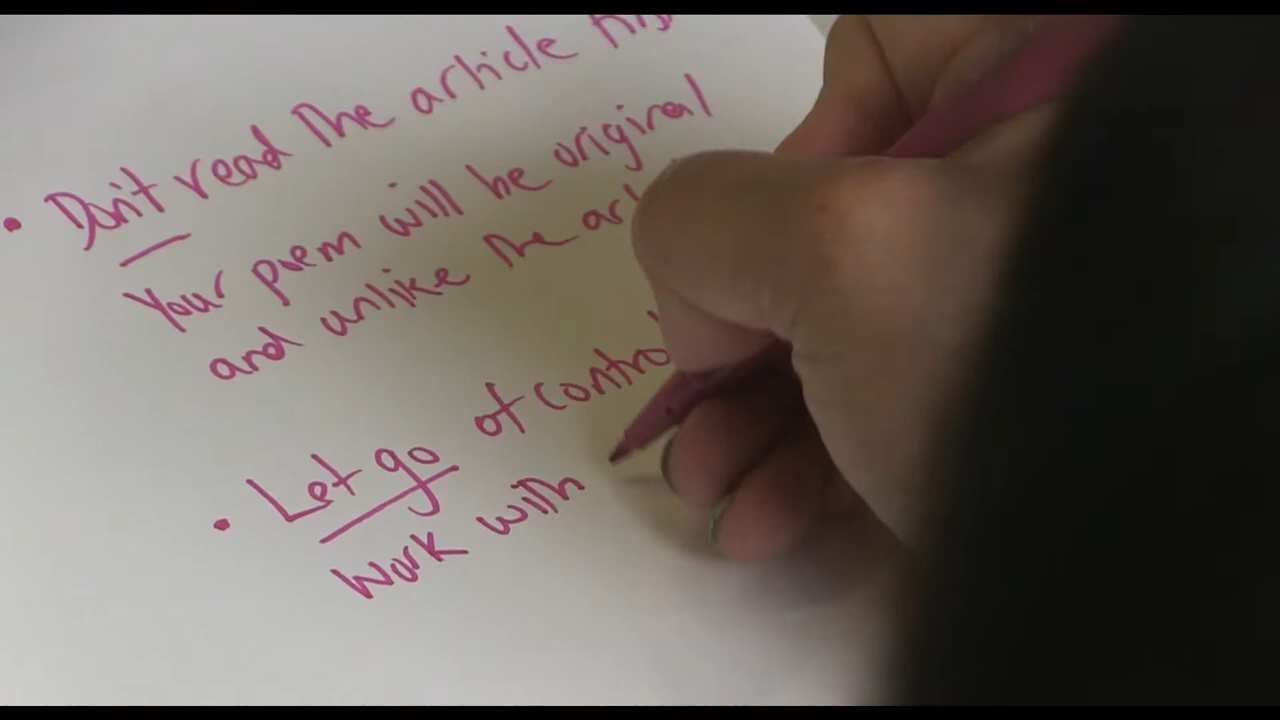 • Don't read the article
Your poem will be original
and unlike the
• Let go of control
Work with